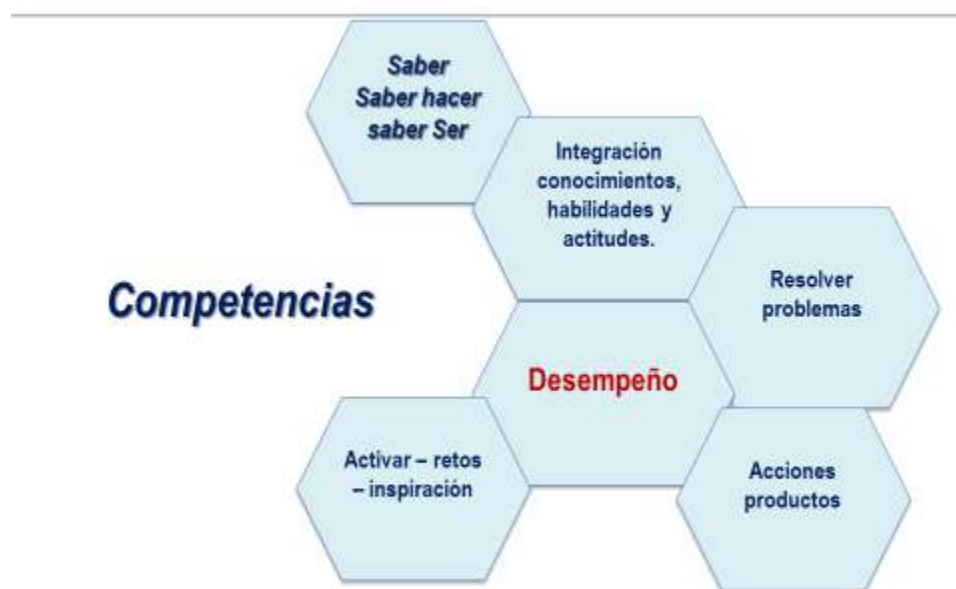 Saber
Saber hacer
saber Ser
Integración
conocimientos,
habilidades y
actitudes.
Resolver
problemas
Competencias
Desempeño
Activar – retos
– inspiración
Acciones
productos